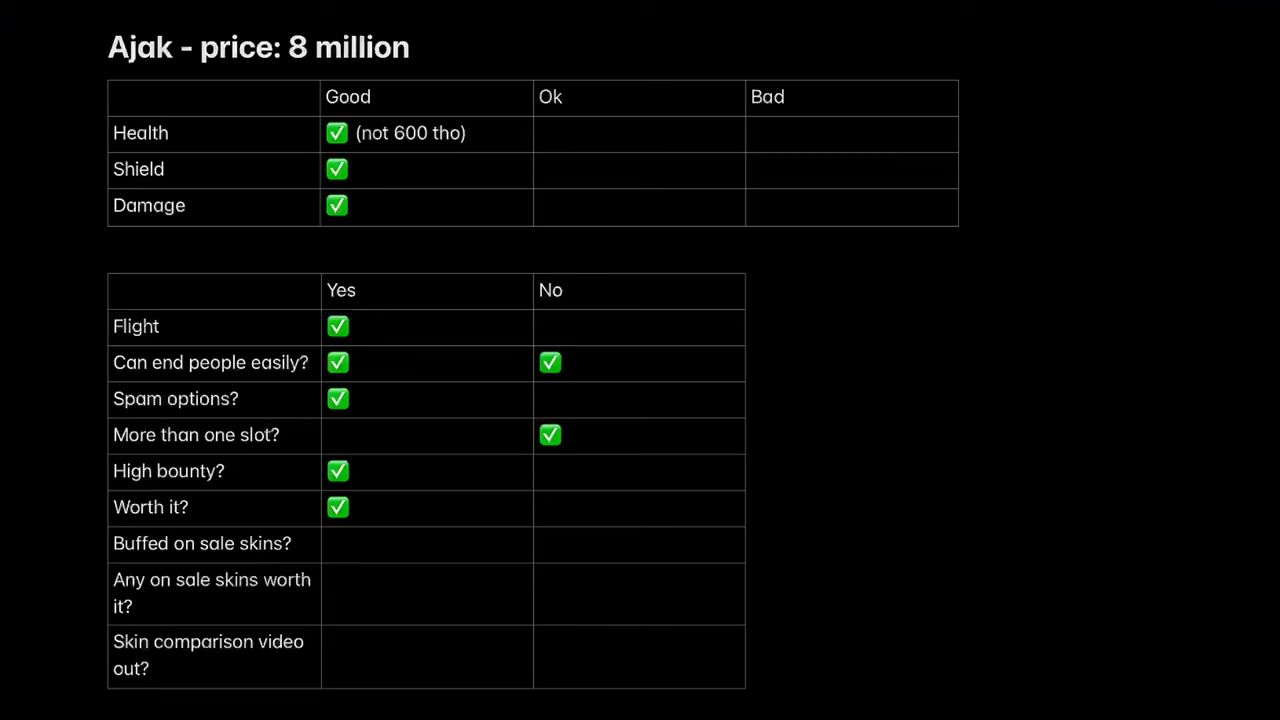 Ajak - price: 8 million
Good Ok Bad
Health ✅ (not 600 tho)
Shield ✅
Damage ✅
Yes No
Flight ✅
Can end people easily? ✅ ✅
Spam options? ✅
More than one slot? ✅
High bounty? ✅
Worth it? ✅
Buffed on sale skins?
Any on sale skins worth
it?
Skin comparison video
out?